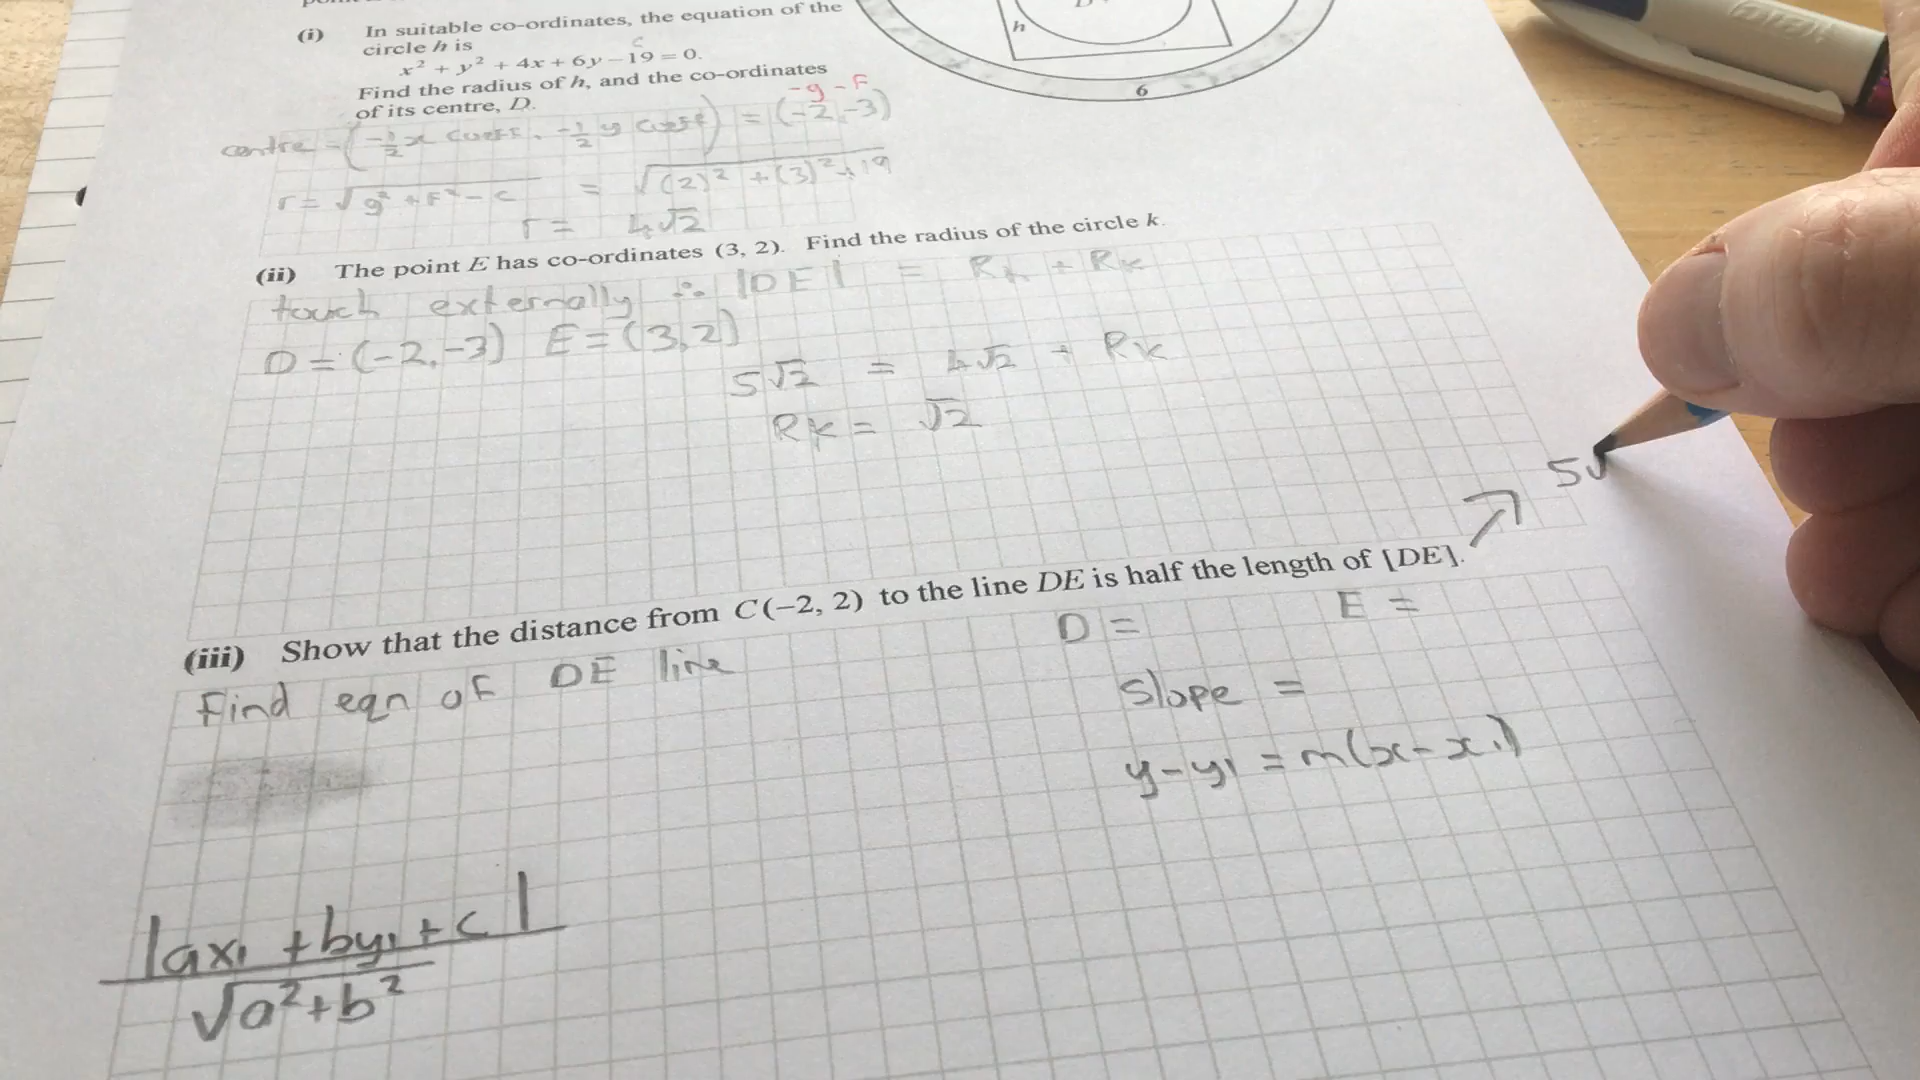 (i) In suitable co-ordinates, the equation of the
circle h is
c
x² + y² + 4x + 6y − 19 = 0.
Find the radius of h, and the co-ordinates
of its centre, D.
h
6
-g -F
centre = (-½x coeff, -½ y coeff) = (-2,-3)
r = √g² + F² - c = √(2)² + (3)² + 19
r = 4√2
(ii) The point E has co-ordinates (3, 2). Find the radius of the circle k.
touch externally ∴ |DE| = Rh + Rk
D = (-2,-3) E = (3,2)
5√2 = 4√2 + Rk
Rk = √2
5√
(iii) Show that the distance from C(−2, 2) to the line DE is half the length of [DE].
Find eqn of DE line
D = E =
Slope =
y-y1 = m(x-x1)
|ax1 + by1 + c|
√a²+b²